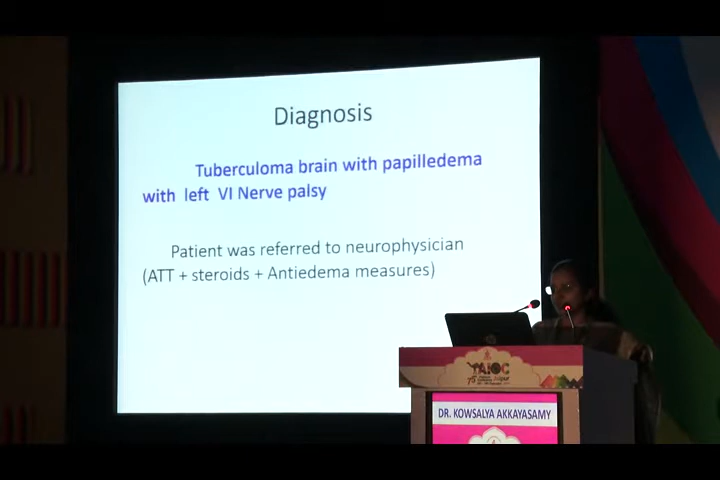 Diagnosis
Tuberculoma brain with papilledema
with left VI Nerve palsy
Patient was referred to neurophysician
(ATT + steroids + Antiedema measures)
AIOC
DR. KOWSALYA AKKAYASAMY